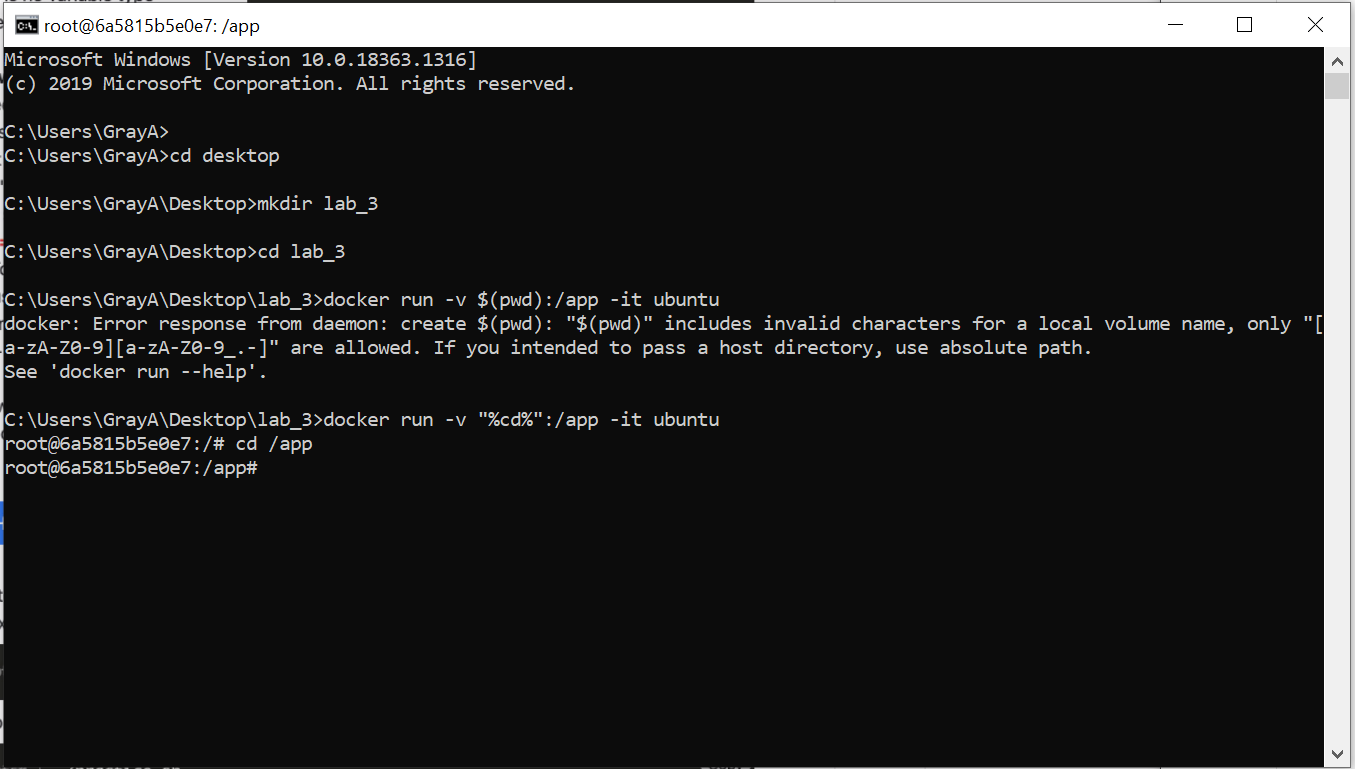 root@6a5815b5e0e7: /app
Microsoft Windows [Version 10.0.18363.1316]
(c) 2019 Microsoft Corporation. All rights reserved.
C:\Users\GrayA>
C:\Users\GrayA>cd desktop
C:\Users\GrayA\Desktop>mkdir lab_3
C:\Users\GrayA\Desktop>cd lab_3
C:\Users\GrayA\Desktop\lab_3>docker run -v $(pwd):/app -it ubuntu
docker: Error response from daemon: create $(pwd): "$(pwd)" includes invalid characters for a local volume name, only "[
a-zA-Z0-9][a-zA-Z0-9_.-]" are allowed. If you intended to pass a host directory, use absolute path.
See 'docker run --help'.
C:\Users\GrayA\Desktop\lab_3>docker run -v "%cd%":/app -it ubuntu
root@6a5815b5e0e7:/# cd /app
root@6a5815b5e0e7:/app#